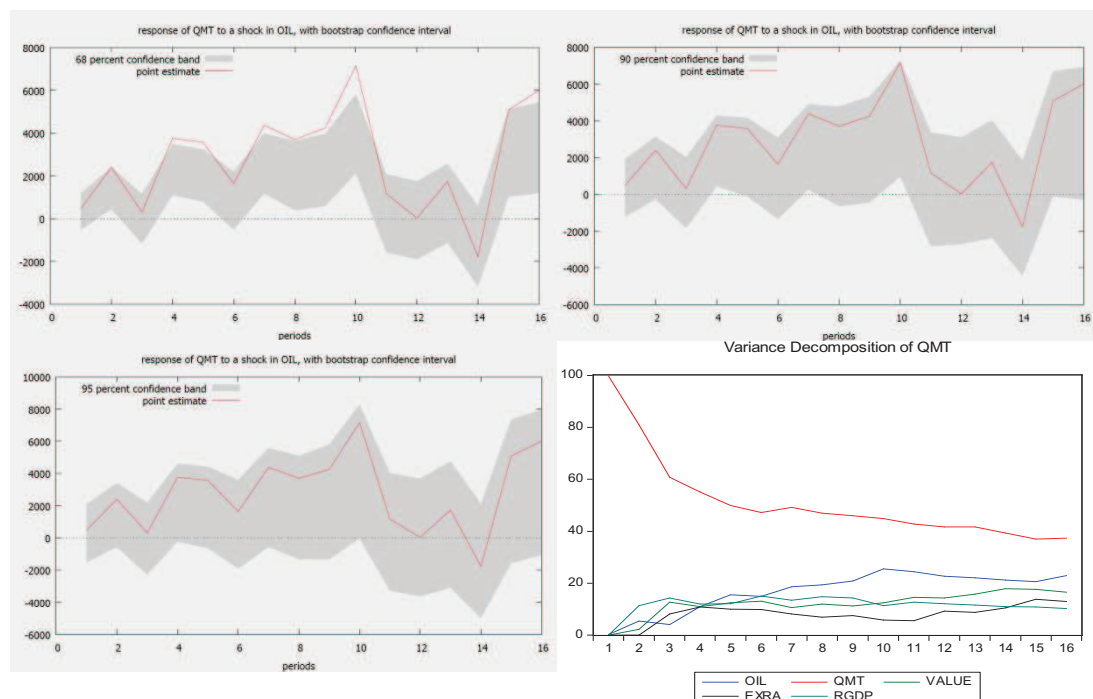 response of QMT to a shock in OIL, with bootstrap confidence interval
8000
6000
4000
2000
0
-2000
-4000
68 percent confidence band
point estimate
0 2 4 6 8 10 12 14 16
periods
response of QMT to a shock in OIL, with bootstrap confidence interval
8000
6000
4000
2000
0
-2000
-4000
-6000
90 percent confidence band
point estimate
0 2 4 6 8 10 12 14 16
periods
response of QMT to a shock in OIL, with bootstrap confidence interval
10000
8000
6000
4000
2000
0
-2000
-4000
-6000
95 percent confidence band
point estimate
0 2 4 6 8 10 12 14 16
periods
Variance Decomposition of QMT
100
80
60
40
20
0
1 2 3 4 5 6 7 8 9 10 11 12 13 14 15 16
OIL QMT VALUE
EXRA RGDP